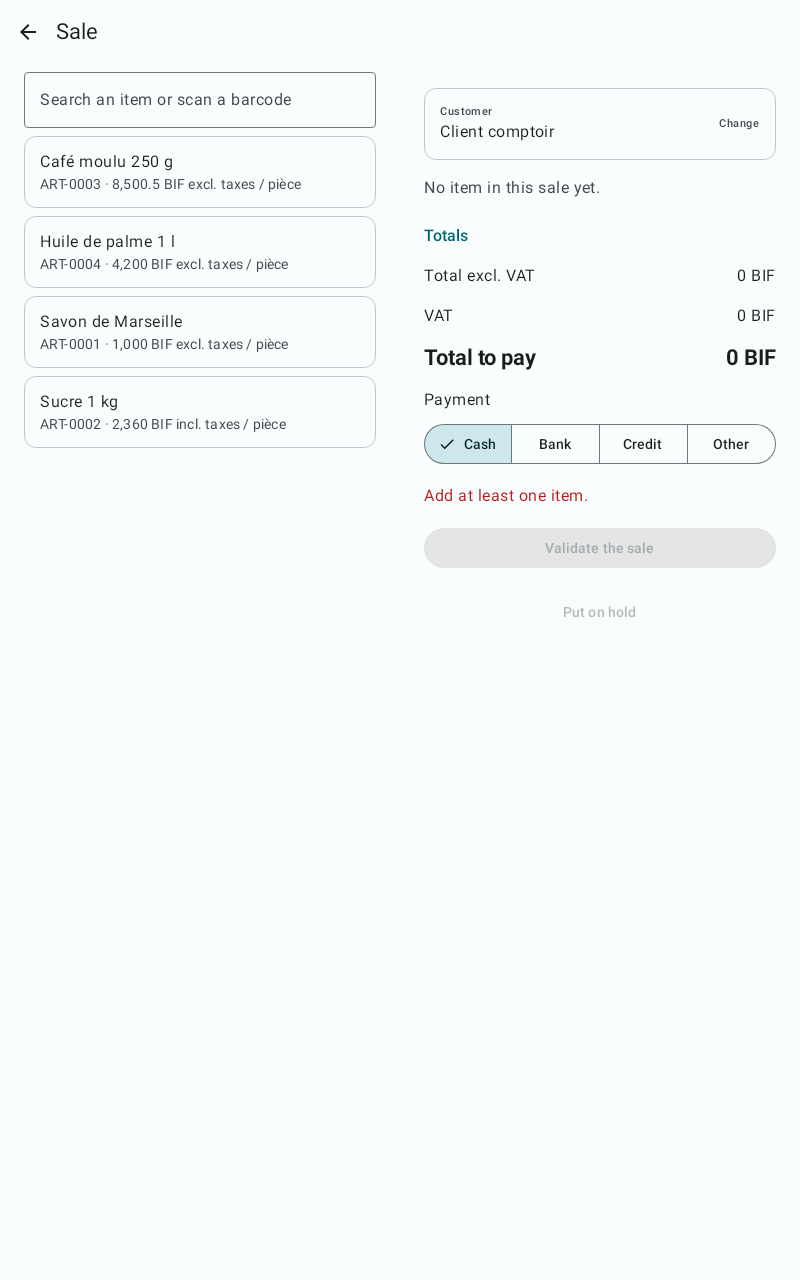 Sale
Search an item or scan a barcode
Café moulu 250 g
ART-0003 · 8,500.5 BIF excl. taxes / pièce
Huile de palme 1 l
ART-0004 · 4,200 BIF excl. taxes / pièce
Savon de Marseille
ART-0001 · 1,000 BIF excl. taxes / pièce
Sucre 1 kg
ART-0002 · 2,360 BIF incl. taxes / pièce
Customer
Client comptoir
Change
No item in this sale yet.
Totals
Total excl. VAT 0 BIF
VAT 0 BIF
Total to pay 0 BIF
Payment
Cash Bank Credit Other
Add at least one item.
Validate the sale
Put on hold